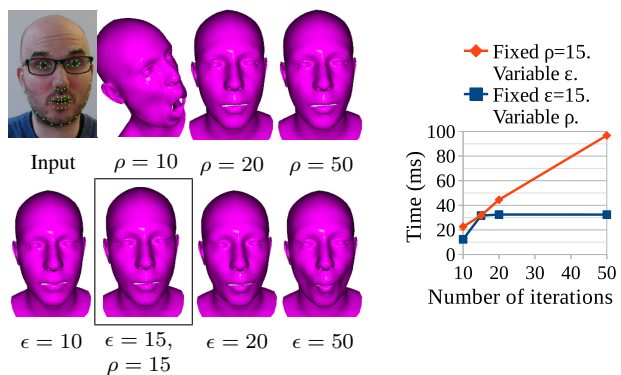 Input
ρ = 10
ρ = 20
ρ = 50
ϵ = 10
ϵ = 15,
ρ = 15
ϵ = 20
ϵ = 50
Fixed ρ=15.
Variable ε.
Fixed ε=15.
Variable ρ.
Time (ms)
100
80
60
40
20
0
10 20 30 40 50
Number of iterations